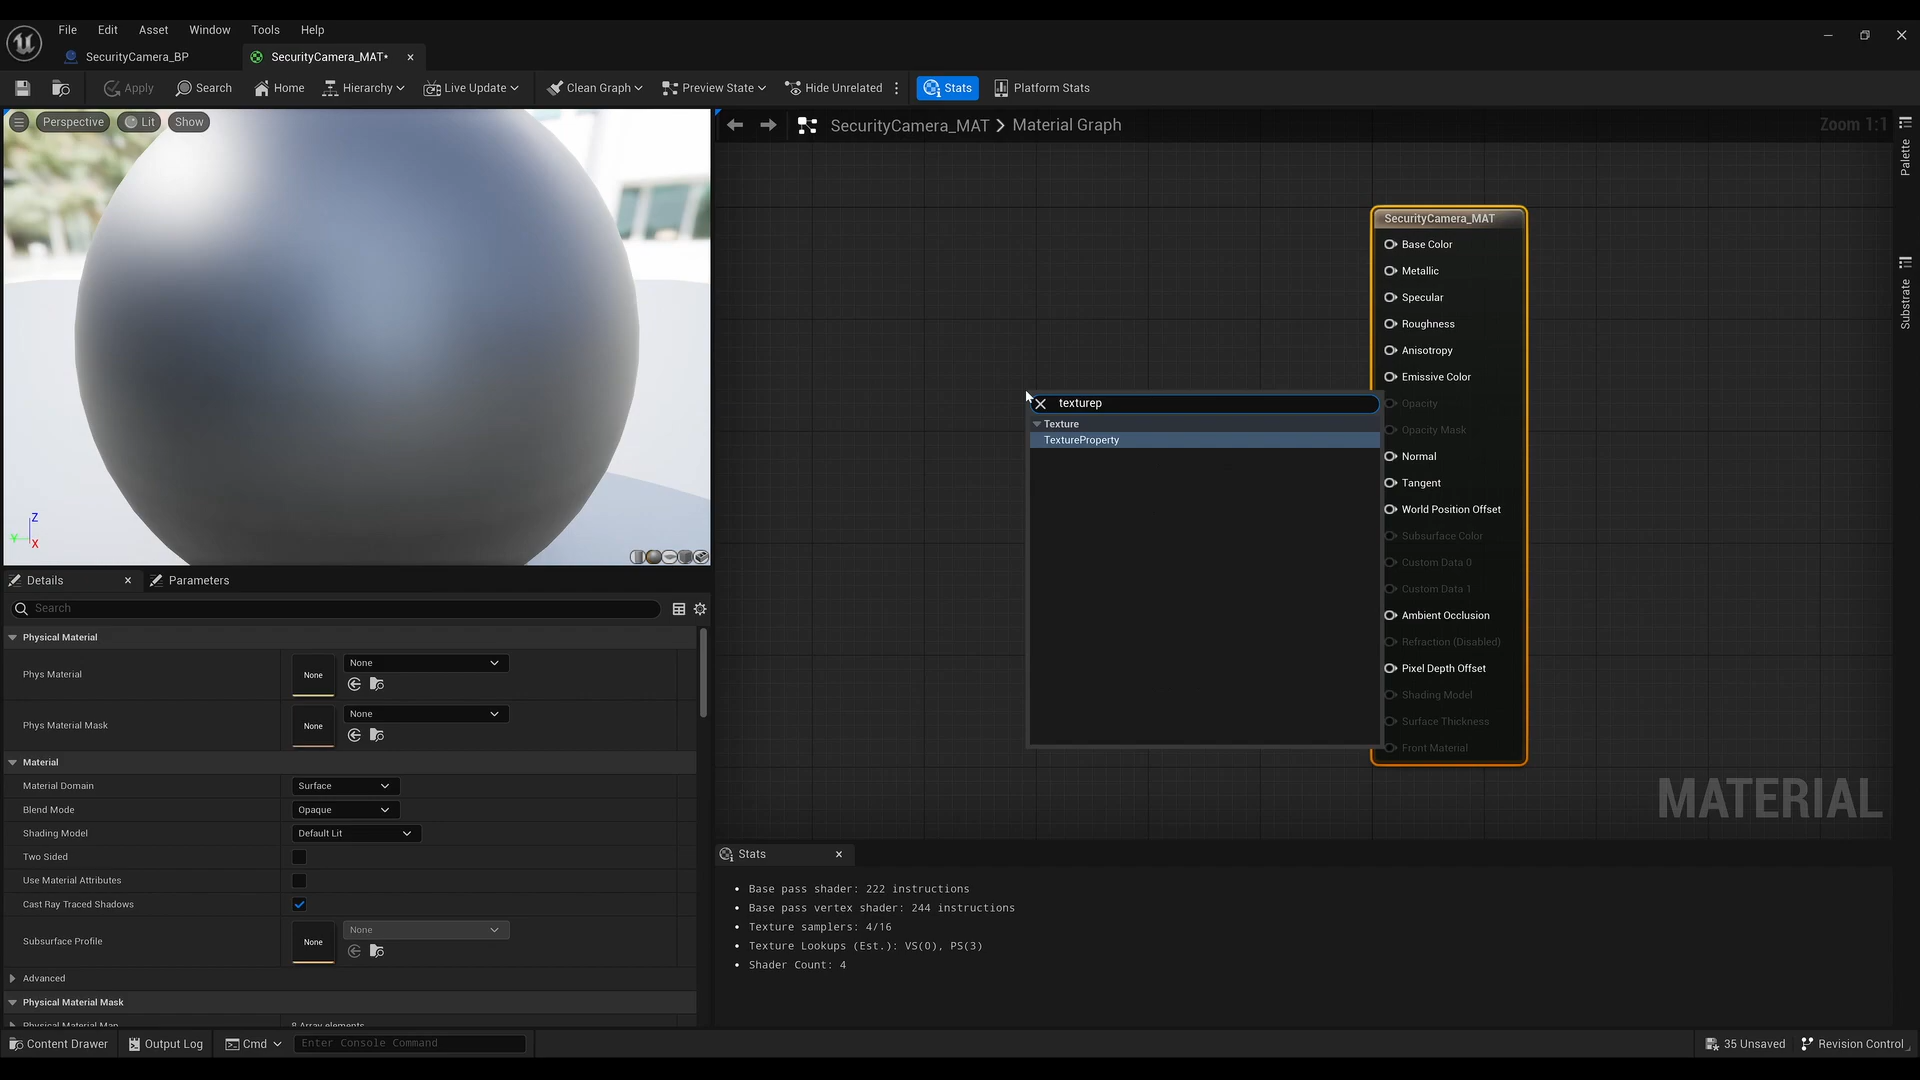 File Edit Asset Window Help Tools
SecurityCamera_BP
SecurityCamera_MAT*
Apply
Search
Home
Hierarchy
Live Update
Clean Graph
Preview State
Hide Unrelated
Stats
Platform Stats
Perspective
Lit
Show
SecurityCamera_MAT > Material Graph
Zoom 1:1
Palette
Substrate
SecurityCamera_MAT
Base Color
Metallic
Specular
Roughness
Anisotropy
Emissive Color
Opacity
Opacity Mask
Normal
Tangent
World Position Offset
Subsurface Color
Custom Data 0
Custom Data 1
Ambient Occlusion
Refraction (Disabled)
Pixel Depth Offset
Shading Model
Surface Thickness
Front Material
texturep
Texture
TextureProperty
MATERIAL
Z
Y
X
Details
Parameters
Search
Physical Material
Phys Material
None
None
Phys Material Mask
None
None
Material
Material Domain
Surface
Blend Mode
Opaque
Shading Model
Default Lit
Two Sided
Use Material Attributes
Cast Ray Traced Shadows
Subsurface Profile
None
None
Advanced
Physical Material Mask
Physical Material Map
8 Array elements
Stats
• Base pass shader: 222 instructions
• Base pass vertex shader: 244 instructions
• Texture samplers: 4/16
• Texture Lookups (Est.): VS(0), PS(3)
• Shader Count: 4
Content Drawer
Output Log
Cmd
Enter Console Command
35 Unsaved
Revision Control